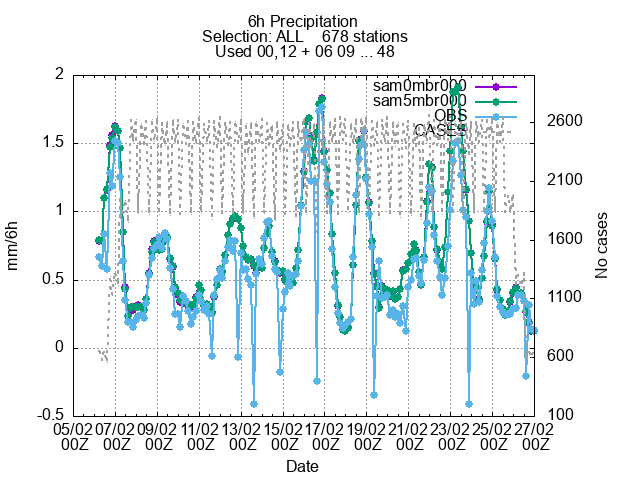 6h Precipitation
Selection: ALL 678 stations
Used 00,12 + 06 09 ... 48
sam0mbr000
sam5mbr000
OBS
CASES
2
1.5
1
0.5
0
-0.5
mm/6h
2600
2100
1600
1100
600
100
No cases
05/02 07/02 09/02 11/02 13/02 15/02 17/02 19/02 21/02 23/02 25/02 27/02
00Z 00Z 00Z 00Z 00Z 00Z 00Z 00Z 00Z 00Z 00Z 00Z
Date